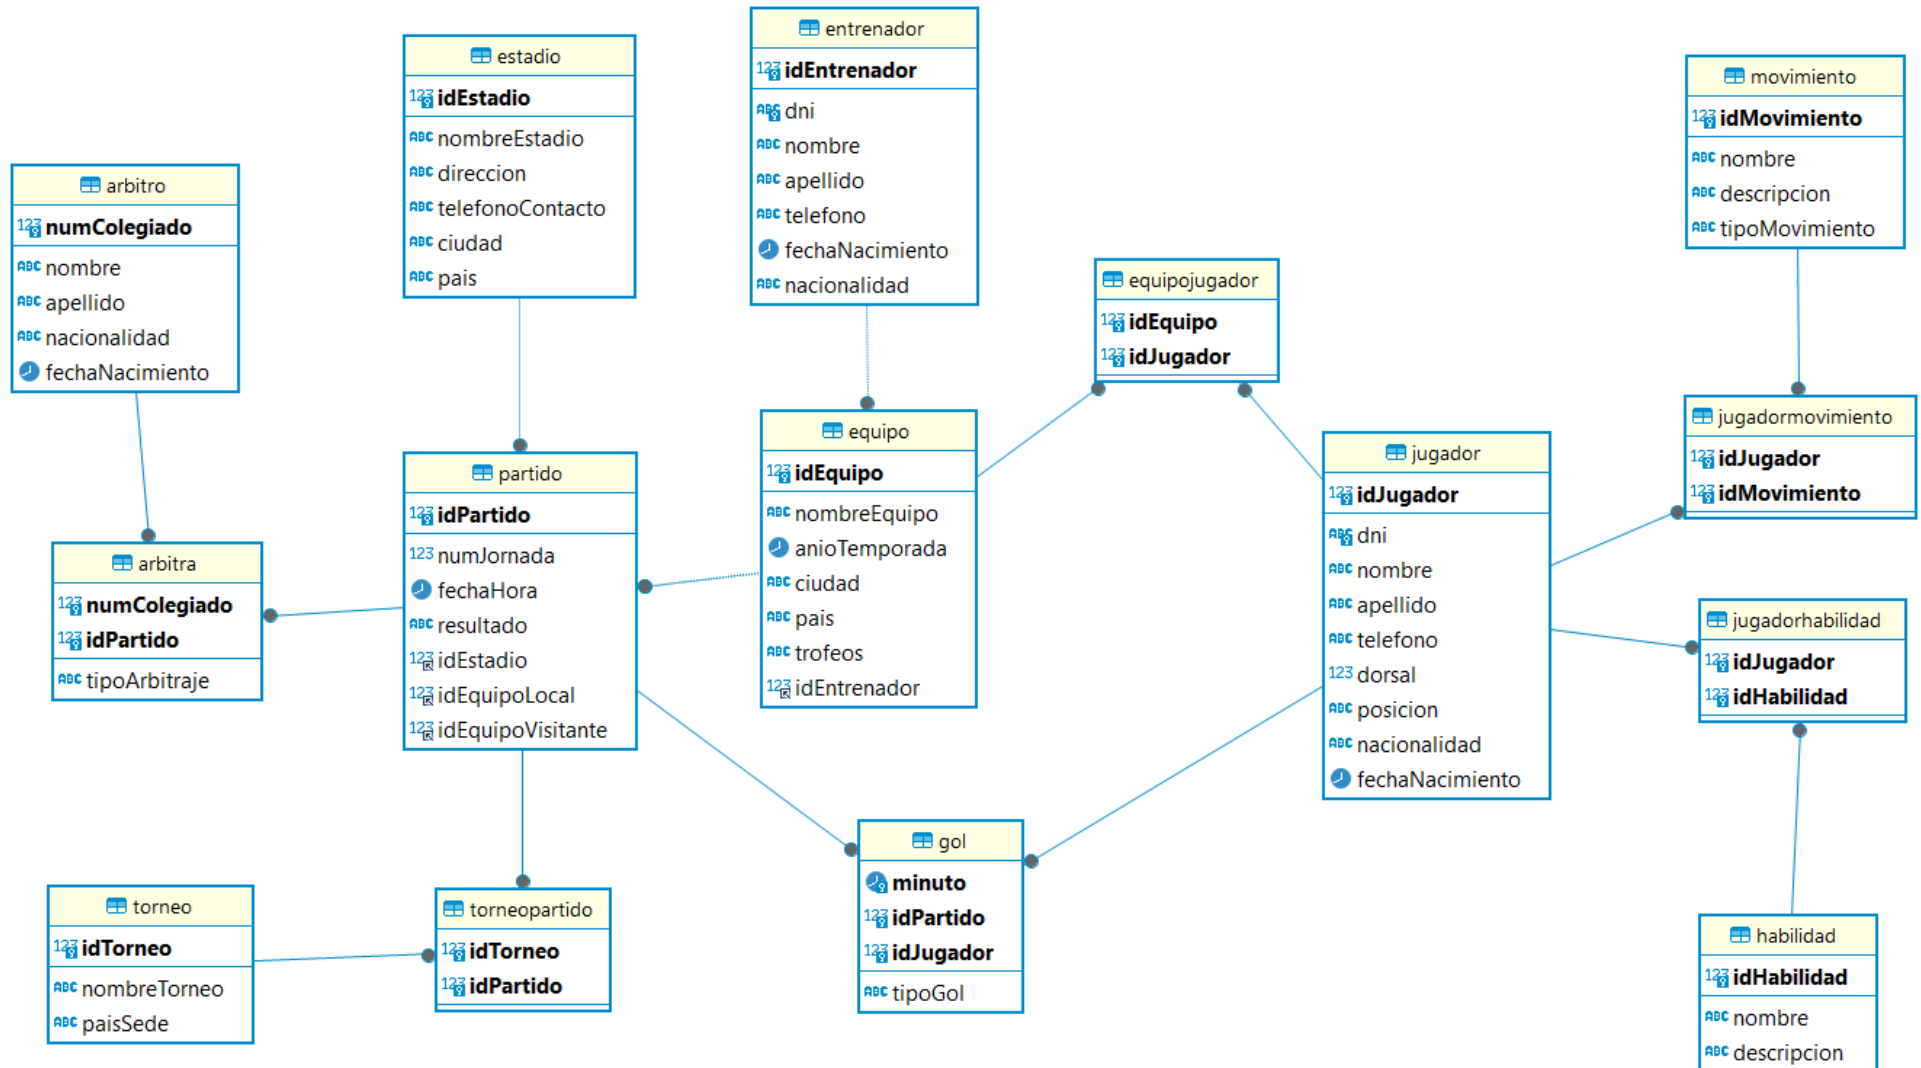 estadio
idEstadio
nombreEstadio
direccion
telefonoContacto
ciudad
pais
entrenador
idEntrenador
dni
nombre
apellido
telefono
fechaNacimiento
nacionalidad
movimiento
idMovimiento
nombre
descripcion
tipoMovimiento
arbitro
numColegiado
nombre
apellido
nacionalidad
fechaNacimiento
equipojugador
idEquipo
idJugador
equipo
idEquipo
nombreEquipo
anioTemporada
ciudad
pais
trofeos
idEntrenador
jugador
idJugador
dni
nombre
apellido
telefono
dorsal
posicion
nacionalidad
fechaNacimiento
jugadormovimiento
idJugador
idMovimiento
partido
idPartido
numJornada
fechaHora
resultado
idEstadio
idEquipoLocal
idEquipoVisitante
arbitra
numColegiado
idPartido
tipoArbitraje
jugadorhabilidad
idJugador
idHabilidad
gol
minuto
idPartido
idJugador
tipoGol
torneo
idTorneo
nombreTorneo
paisSede
torneopartido
idTorneo
idPartido
habilidad
idHabilidad
nombre
descripcion